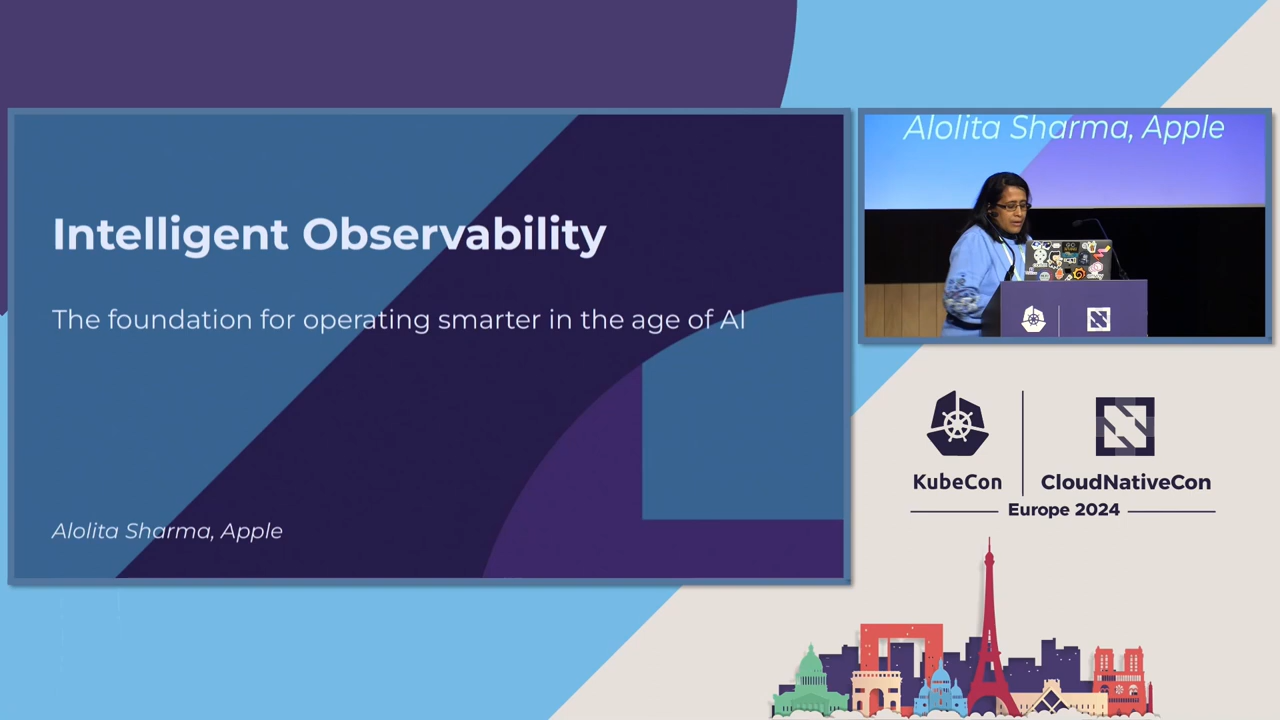 Intelligent Observability
The foundation for operating smarter in the age of AI
Alolita Sharma, Apple
Alolita Sharma, Apple
KubeCon
CloudNativeCon
Europe 2024